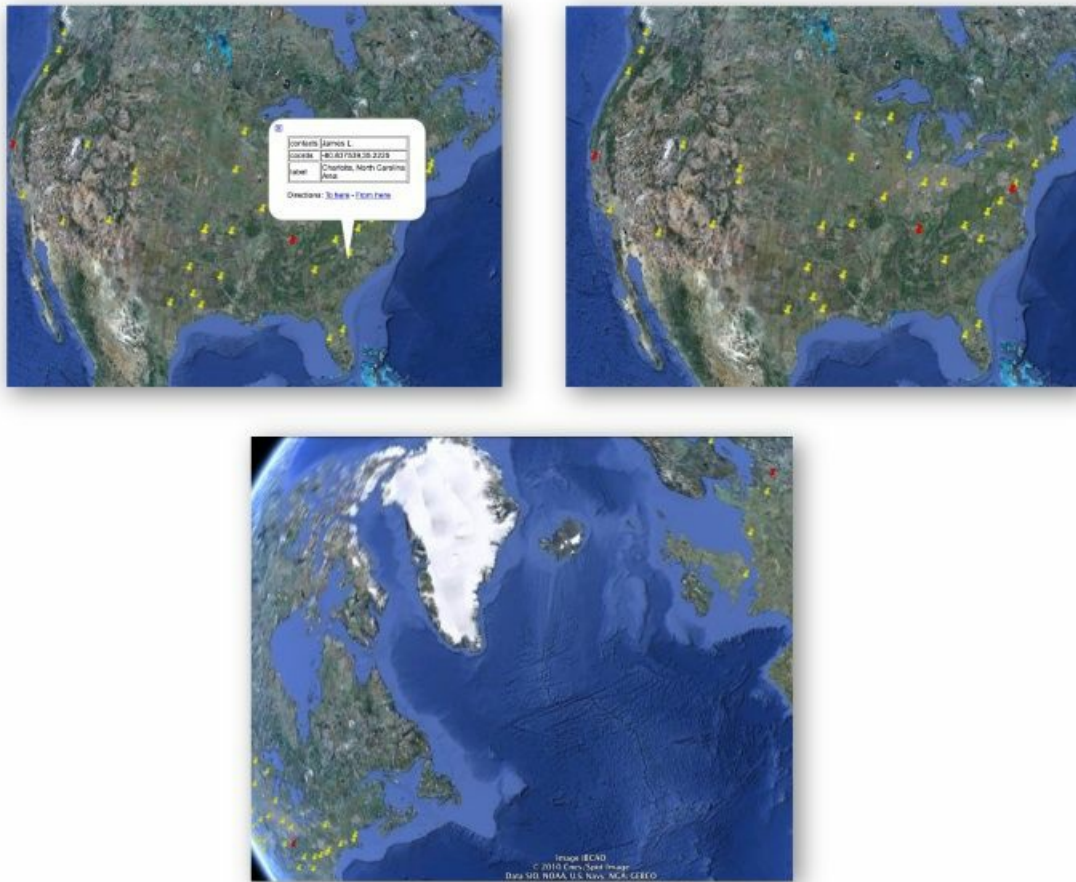 contacts James L.
coords -80.837539,35.2225
label Charlotte, North Carolina
Area
Directions: To here - From here
Image IBCAO
© 2010 Cnes/Spot Image
Data SIO, NOAA, U.S. Navy, NGA, GEBCO